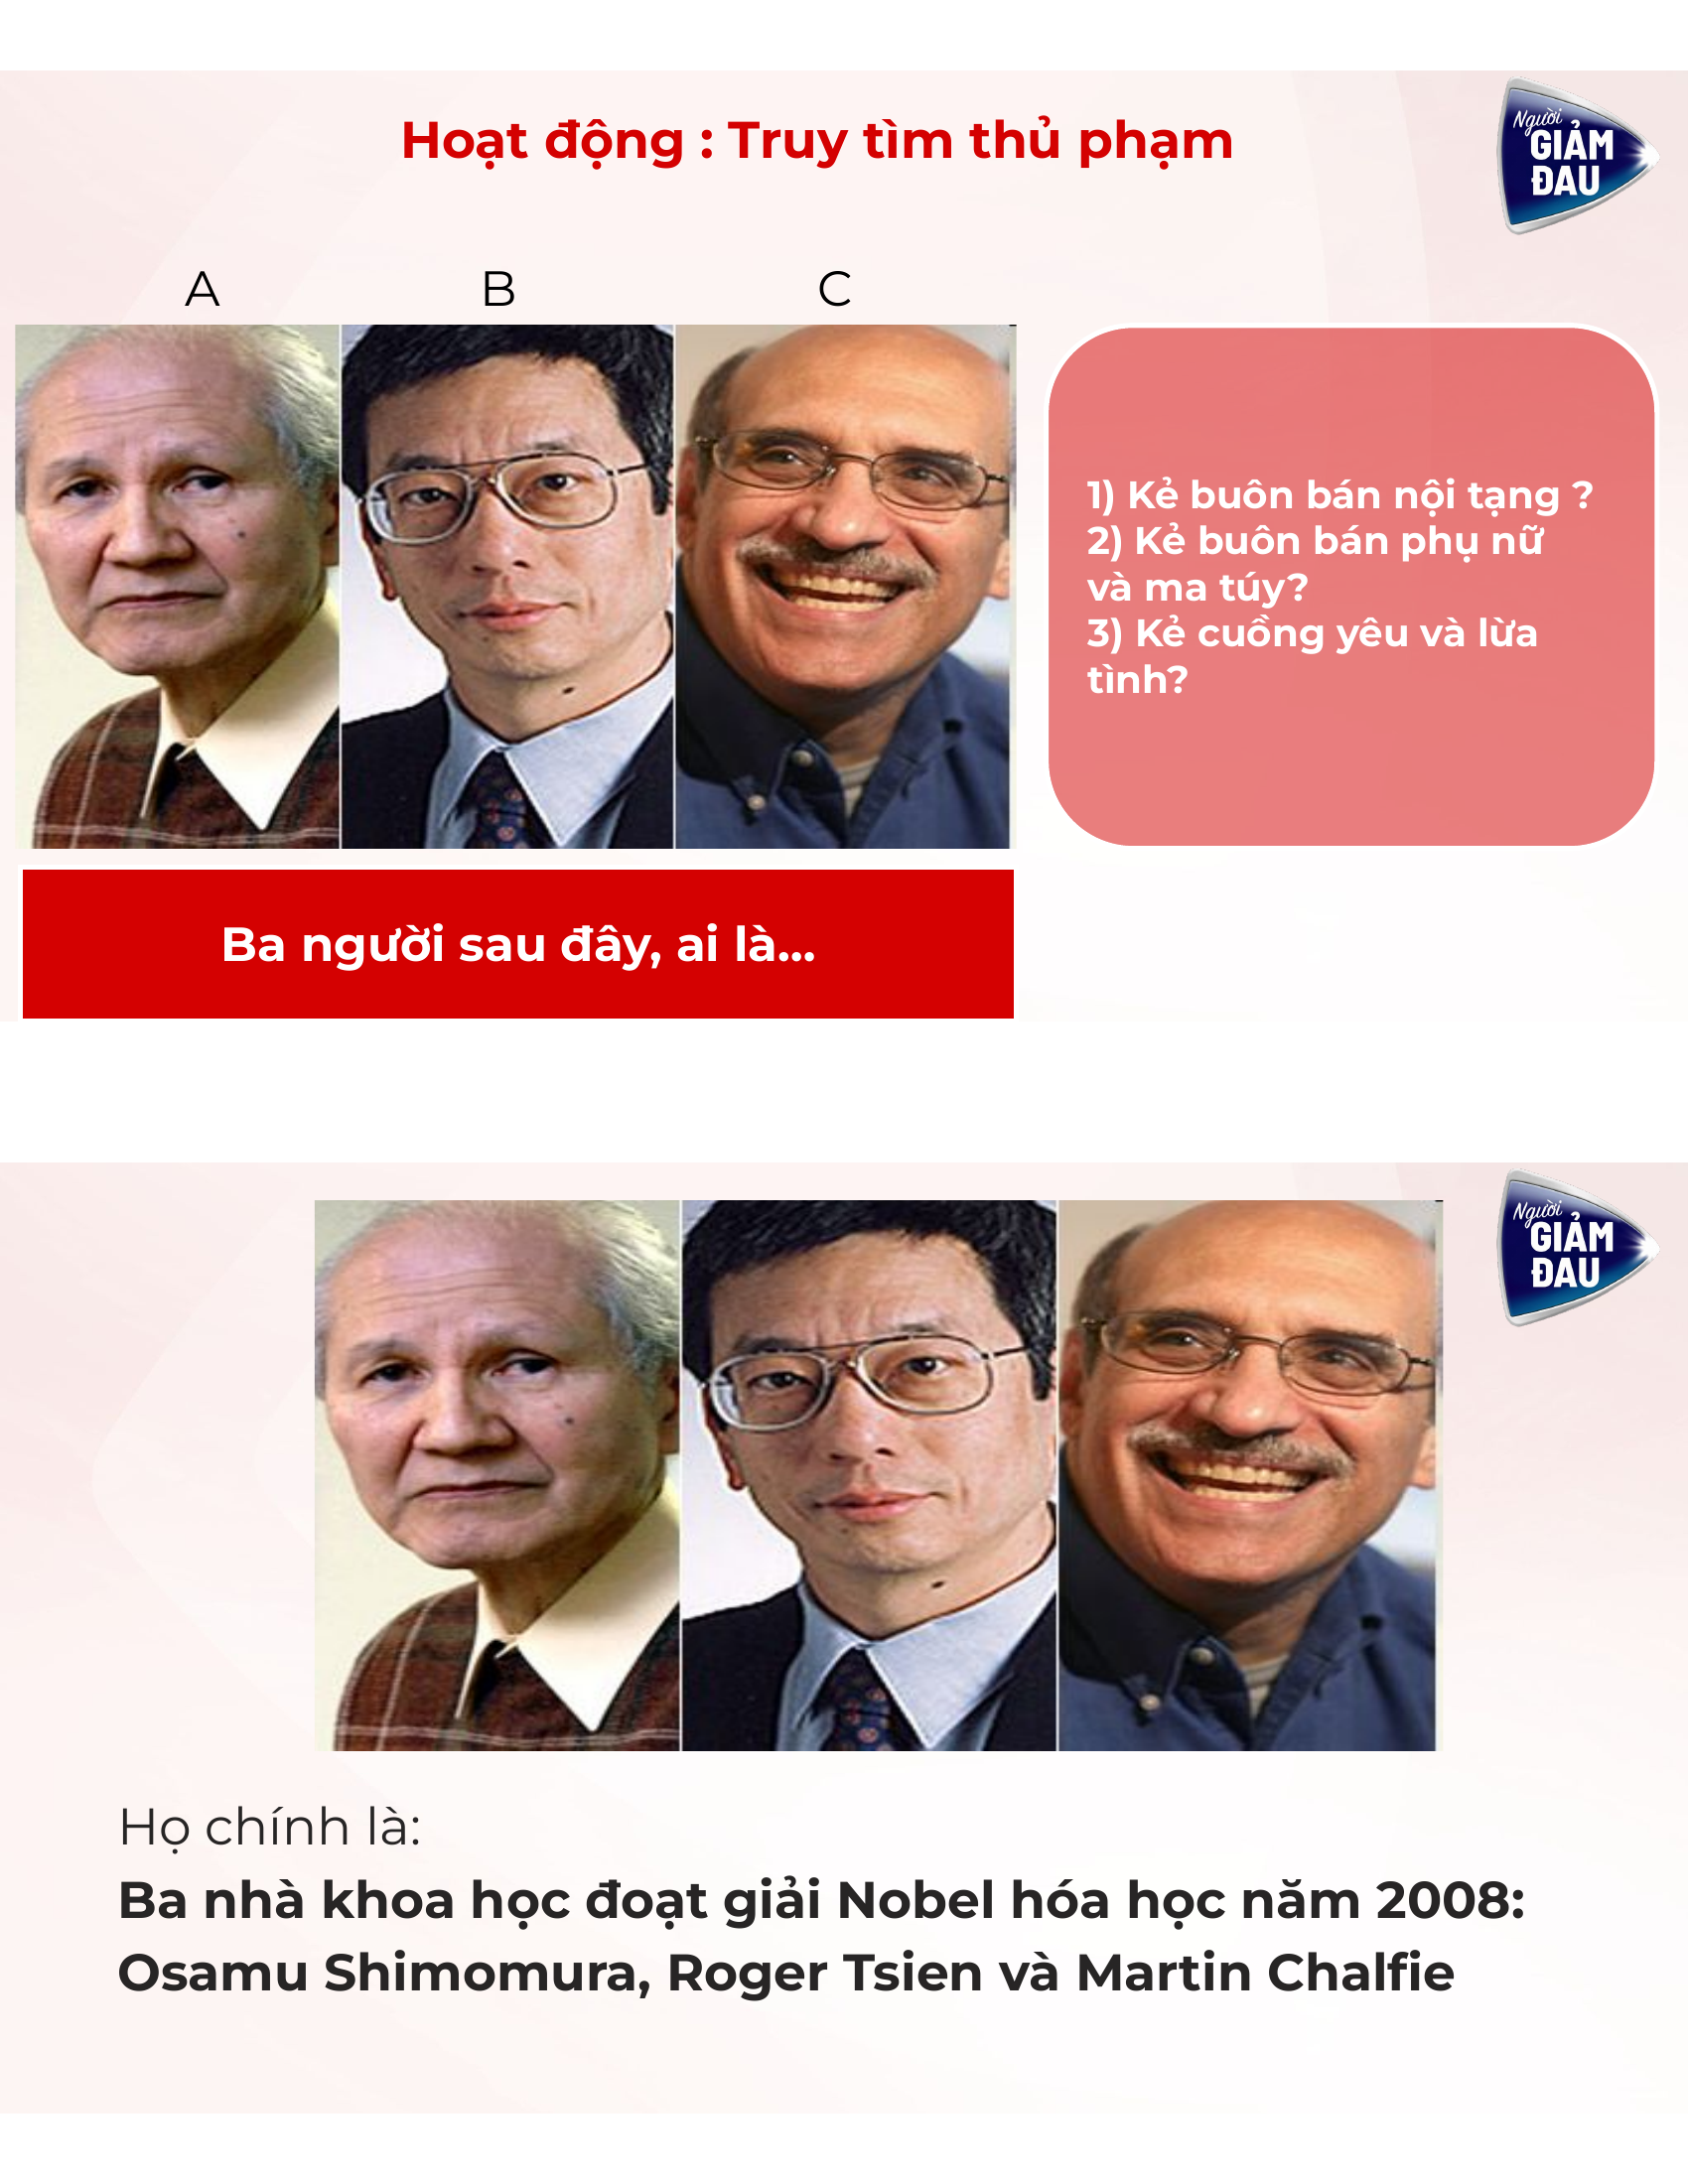 Hoạt động : Truy tìm thủ phạm
Người
GIẢM
ĐAU
A
B
C
1) Kẻ buôn bán nội tạng ?
2) Kẻ buôn bán phụ nữ
và ma túy?
3) Kẻ cuồng yêu và lừa
tình?
Ba người sau đây, ai là...
Người
GIẢM
ĐAU
Họ chính là:
Ba nhà khoa học đoạt giải Nobel hóa học năm 2008:
Osamu Shimomura, Roger Tsien và Martin Chalfie